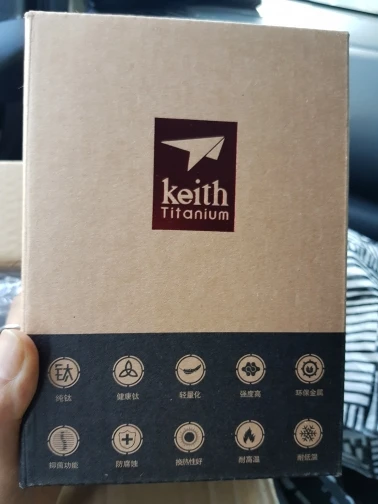 keith
Titanium
钛
纯钛 健康钛 轻量化 强度高 环保金属
抑菌功能 防腐蚀 换热性好 耐高温 耐低温